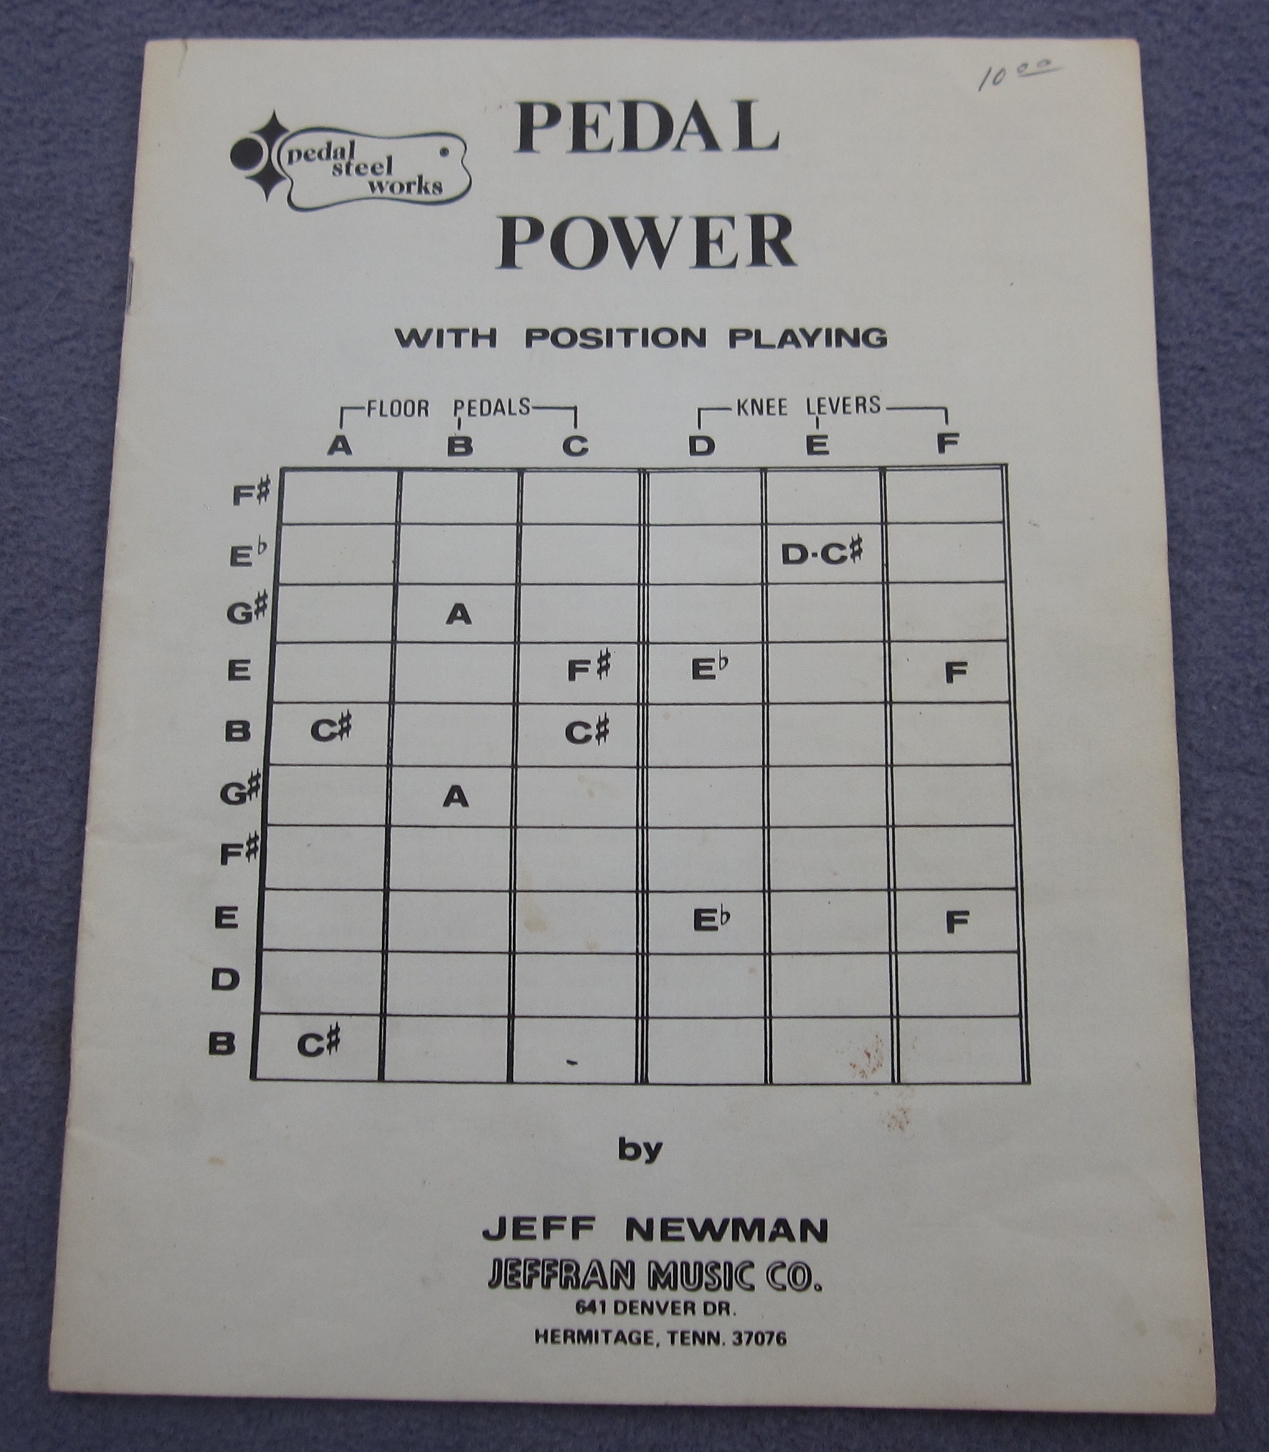 10 00
PEDAL
POWER
pedal
steel
works
WITH POSITION PLAYING
FLOOR PEDALS KNEE LEVERS
A B C D E F
F♯
E♭ D·C♯
G♯ A
E F♯ E♭ F
B C♯ C♯
G♯ A
F♯
E E♭ F
D
B C♯
by
JEFF NEWMAN
JEFFRAN MUSIC CO.
641 DENVER DR.
HERMITAGE, TENN. 37076